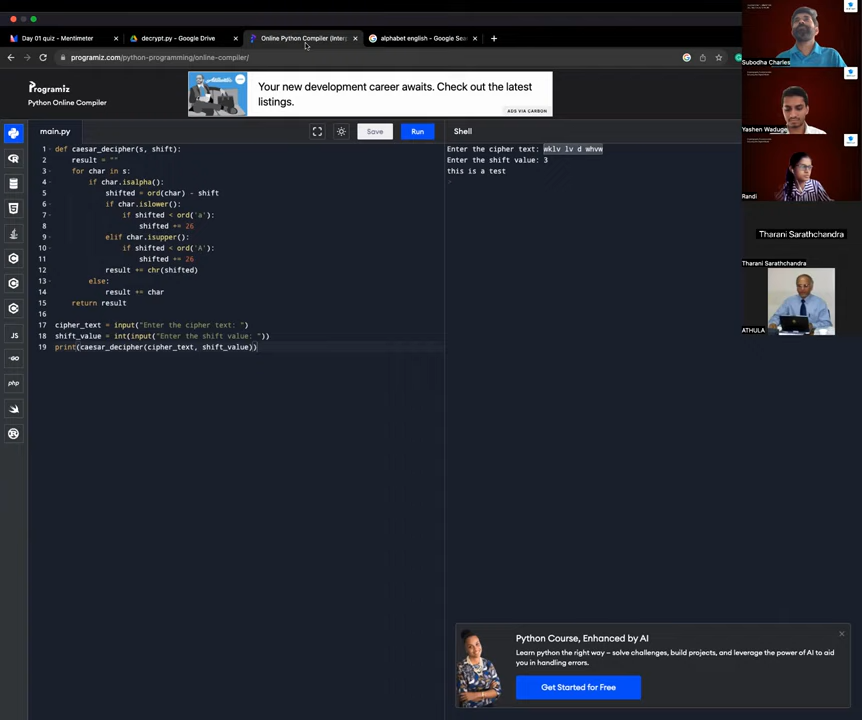 Day 01 quiz - Mentimeter
decrypt.py - Google Drive
Online Python Compiler (Interp
alphabet english - Google Sea
programiz.com/python-programming/online-compiler/
Programiz
Python Online Compiler
Your new development career awaits. Check out the latest
listings.
ADS VIA CARBON
main.py
Save
Run
Shell
1 def caesar_decipher(s, shift):
2 result = ""
3 for char in s:
4 if char.isalpha():
5 shifted = ord(char) - shift
6 if char.islower():
7 if shifted < ord('a'):
8 shifted += 26
9 elif char.isupper():
10 if shifted < ord('A'):
11 shifted += 26
12 result += chr(shifted)
13 else:
14 result += char
15 return result
16
17 cipher_text = input("Enter the cipher text: ")
18 shift_value = int(input("Enter the shift value: "))
19 print(caesar_decipher(cipher_text, shift_value))
Enter the cipher text: wklv lv d whvw
Enter the shift value: 3
this is a test
JS
php
Subodha Charles
Yashen Waduge
Randi
Tharani Sarathchandra
Tharani Sarathchandra
ATHULA
Python Course, Enhanced by AI
Learn python the right way — solve challenges, build projects, and leverage the power of AI to aid
you in handling errors.
Get Started for Free